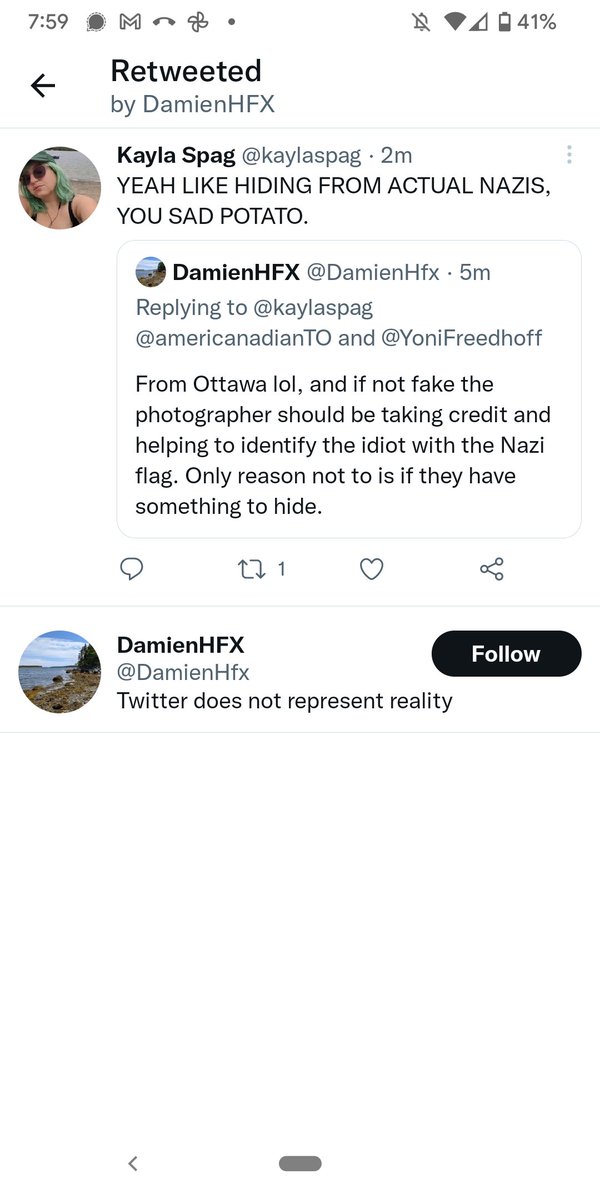 7:59 41%
Retweeted
by DamienHFX
Kayla Spag @kaylaspag · 2m
YEAH LIKE HIDING FROM ACTUAL NAZIS,
YOU SAD POTATO.
DamienHFX @DamienHfx · 5m
Replying to @kaylaspag
@americanadianTO and @YoniFreedhoff
From Ottawa lol, and if not fake the
photographer should be taking credit and
helping to identify the idiot with the Nazi
flag. Only reason not to is if they have
something to hide.
1
DamienHFX
@DamienHfx
Follow
Twitter does not represent reality